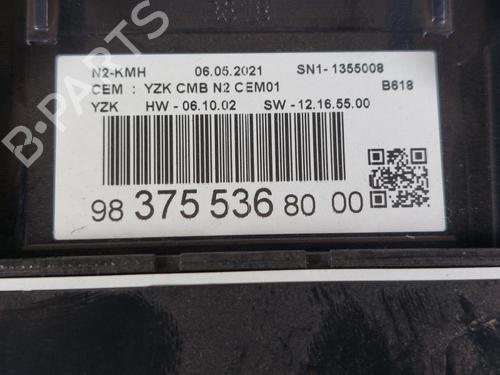 N2-KMH 06.05.2021 SN1- 1355008
CEM : YZK CMB N2 CEM01 B618
YZK HW - 06.10.02 SW - 12.16.55.00
98 375 536 80 00
B-PARTS